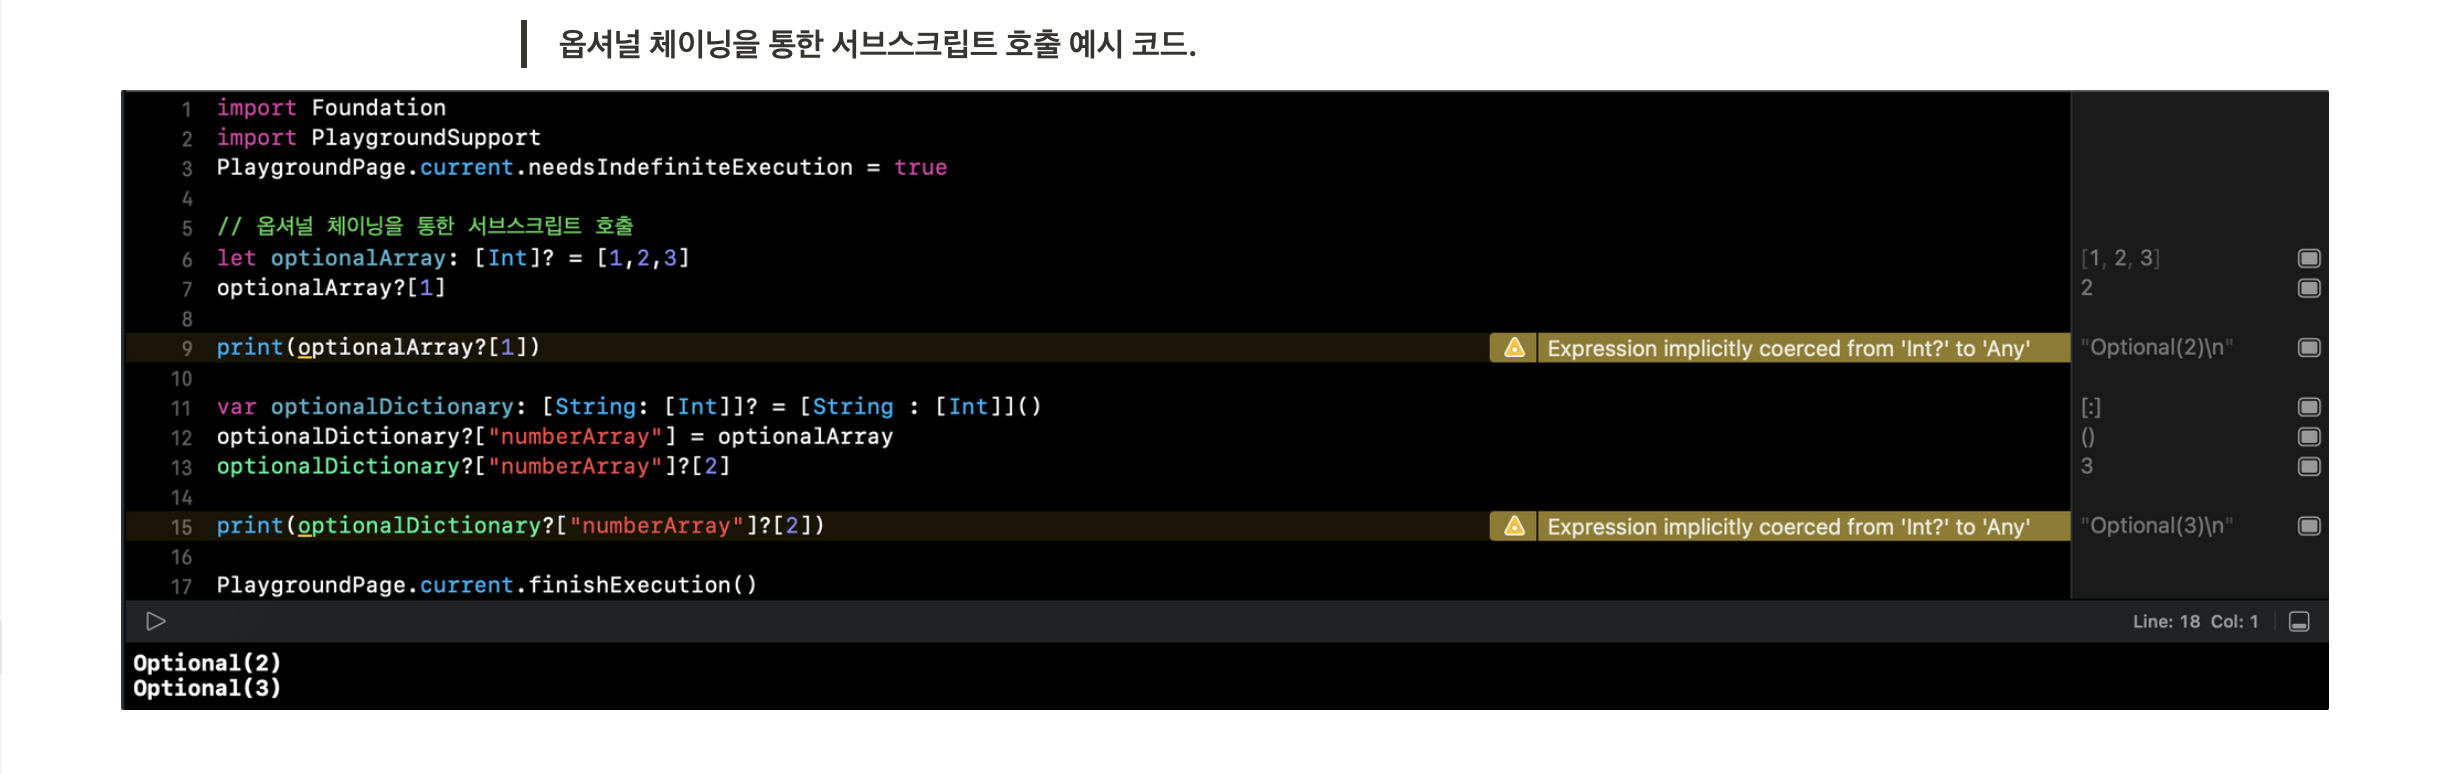 옵셔널 체이닝을 통한 서브스크립트 호출 예시 코드.
1 import Foundation
2 import PlaygroundSupport
3 PlaygroundPage.current.needsIndefiniteExecution = true
4
5 // 옵셔널 체이닝을 통한 서브스크립트 호출
6 let optionalArray: [Int]? = [1,2,3] [1, 2, 3]
7 optionalArray?[1] 2
8
9 print(optionalArray?[1]) Expression implicitly coerced from 'Int?' to 'Any' "Optional(2)\n"
10
11 var optionalDictionary: [String: [Int]]? = [String : [Int]]() [:]
12 optionalDictionary?["numberArray"] = optionalArray ()
13 optionalDictionary?["numberArray"]?[2] 3
14
15 print(optionalDictionary?["numberArray"]?[2]) Expression implicitly coerced from 'Int?' to 'Any' "Optional(3)\n"
16
17 PlaygroundPage.current.finishExecution()
Line: 18 Col: 1
Optional(2)
Optional(3)